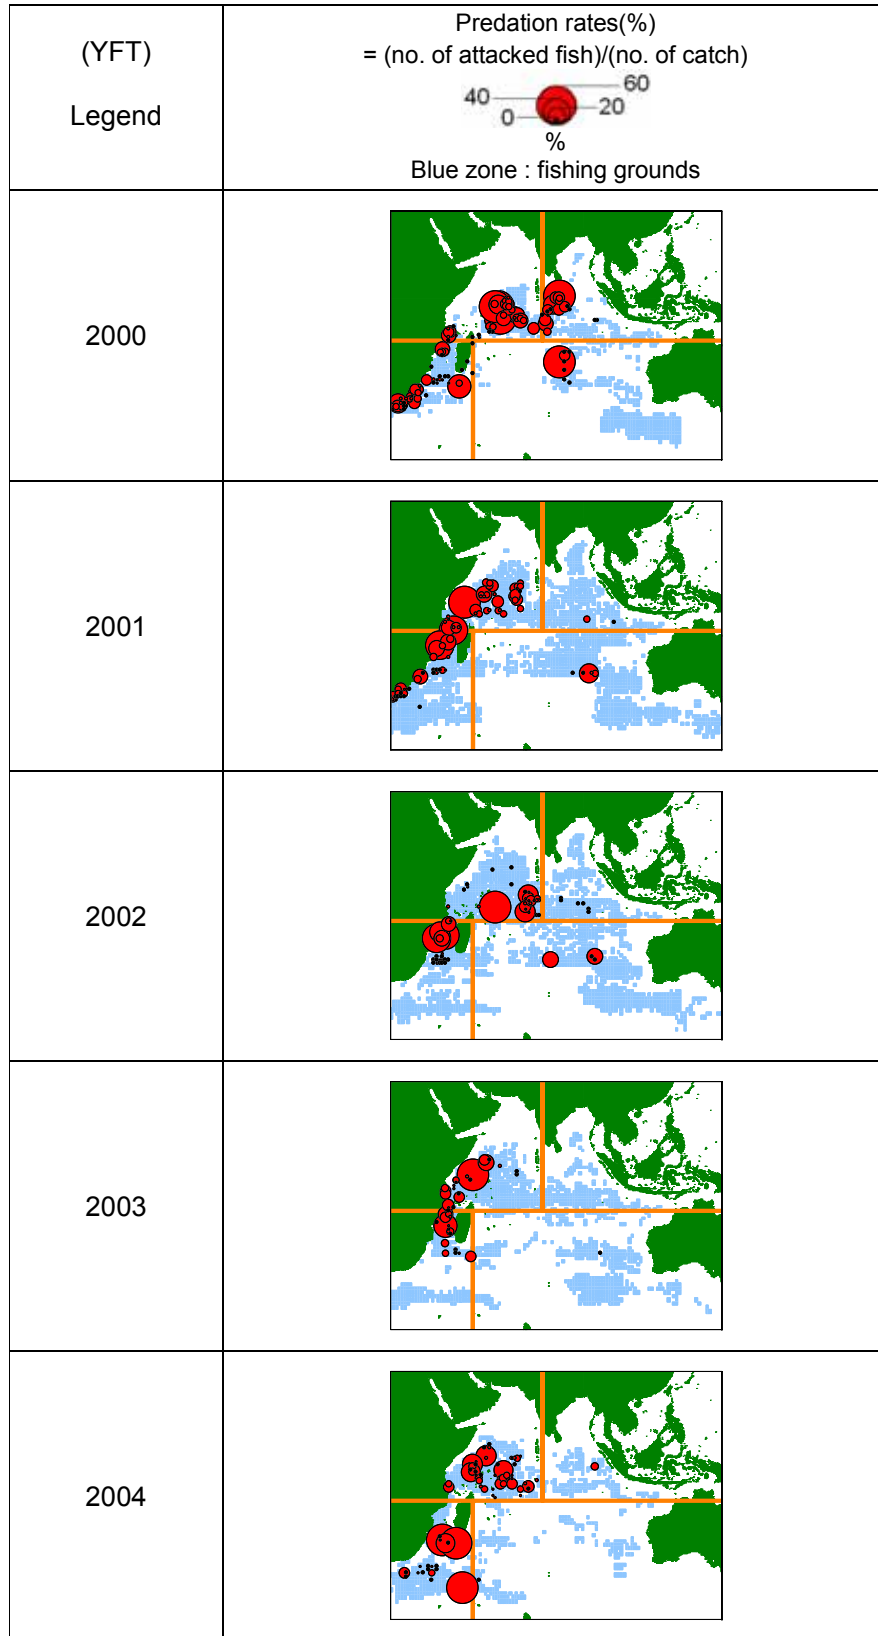 (YFT)
Legend
Predation rates(%)
= (no. of attacked fish)/(no. of catch)
60
40
20
0
%
Blue zone : fishing grounds
2000
2001
2002
2003
2004